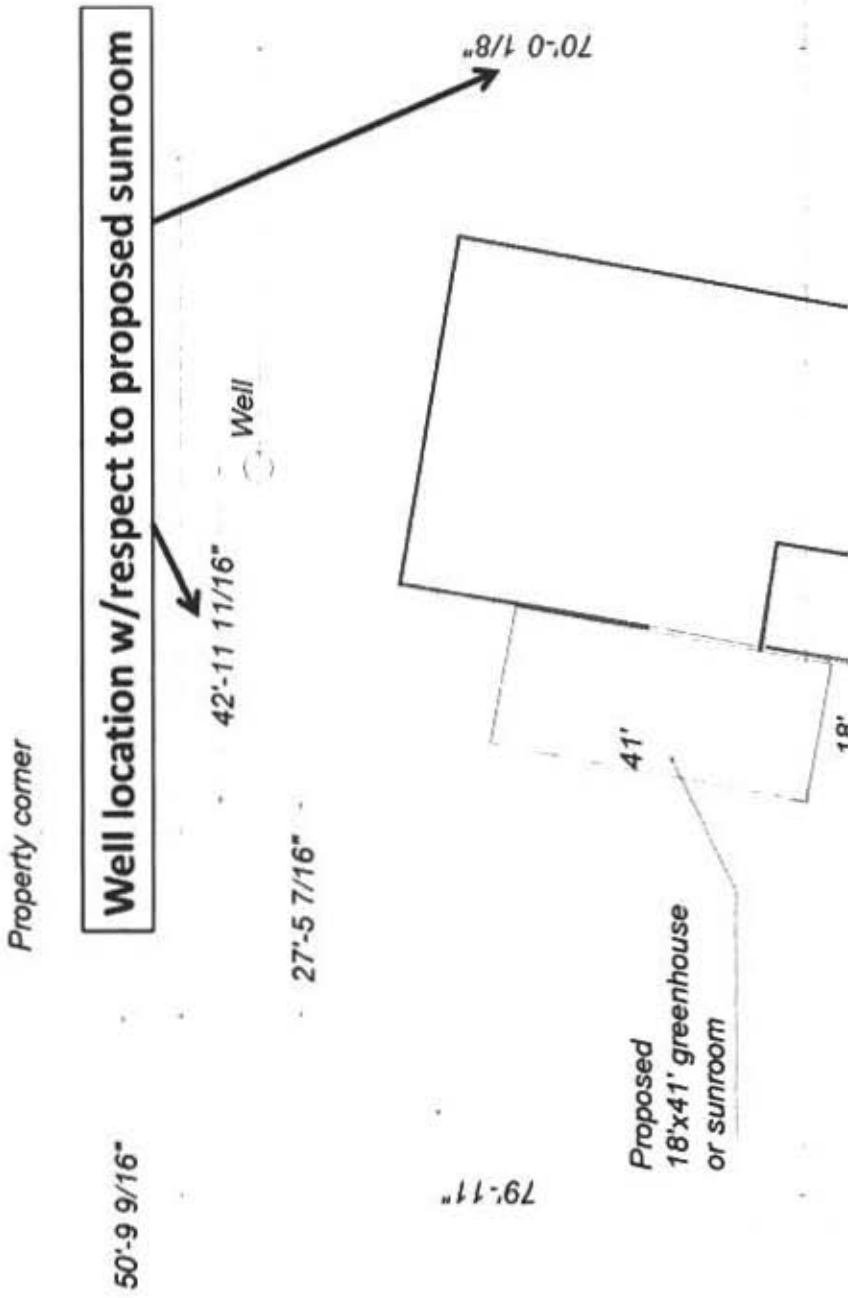 Property corner
Well location w/respect to proposed sunroom
50'-9 9/16"
42'-11 11/16"
Well
70'-0 1/8"
27'-5 7/16"
79'-11"
41'
18'
Proposed
18'x41' greenhouse
or sunroom